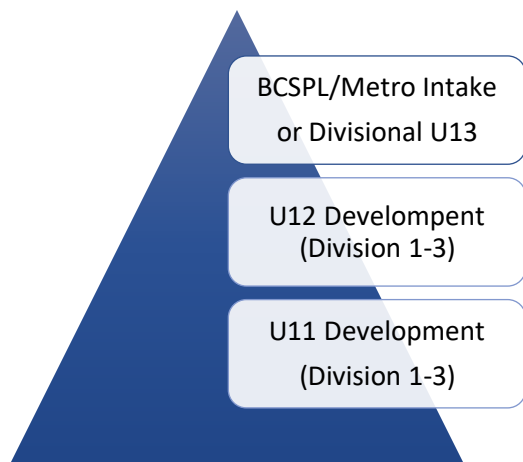 BCSPL/Metro Intake
or Divisional U13
U12 Develompent
(Division 1-3)
U11 Development
(Division 1-3)